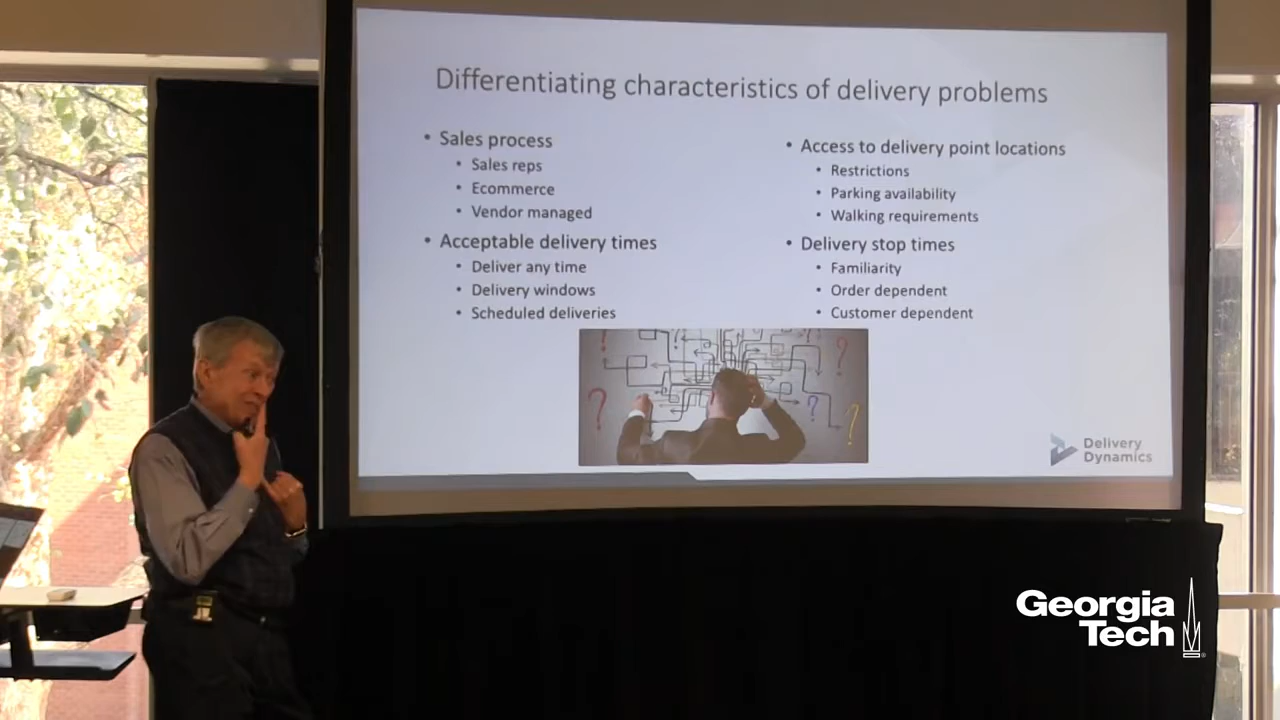 Differentiating characteristics of delivery problems
• Sales process
• Sales reps
• Ecommerce
• Vendor managed
• Acceptable delivery times
• Deliver any time
• Delivery windows
• Scheduled deliveries
• Access to delivery point locations
• Restrictions
• Parking availability
• Walking requirements
• Delivery stop times
• Familiarity
• Order dependent
• Customer dependent
? ? ? ?
Delivery
Dynamics
Georgia
Tech